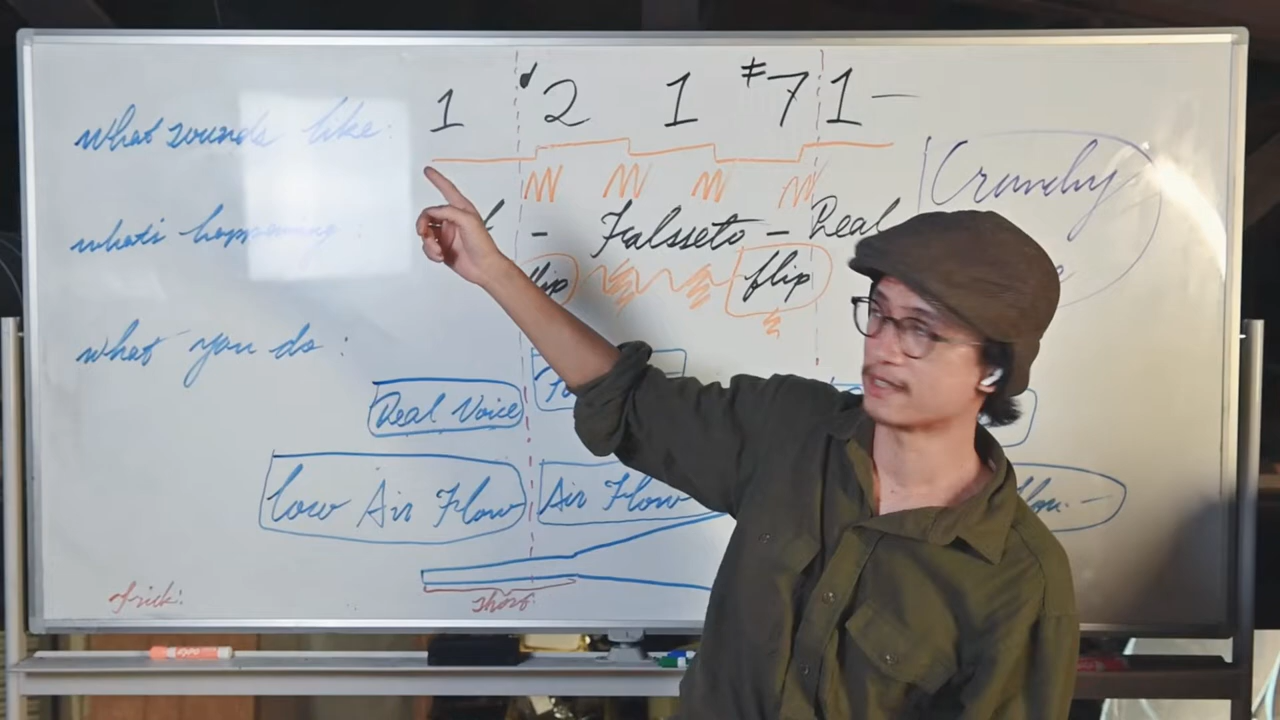 what sounds like: 1 2 1 #7 1 –
Crunchy
what's happening: – Falsetto – Real
flip flip
what you do:
Real Voice
Low Air Flow Air Flow
Trick: Short